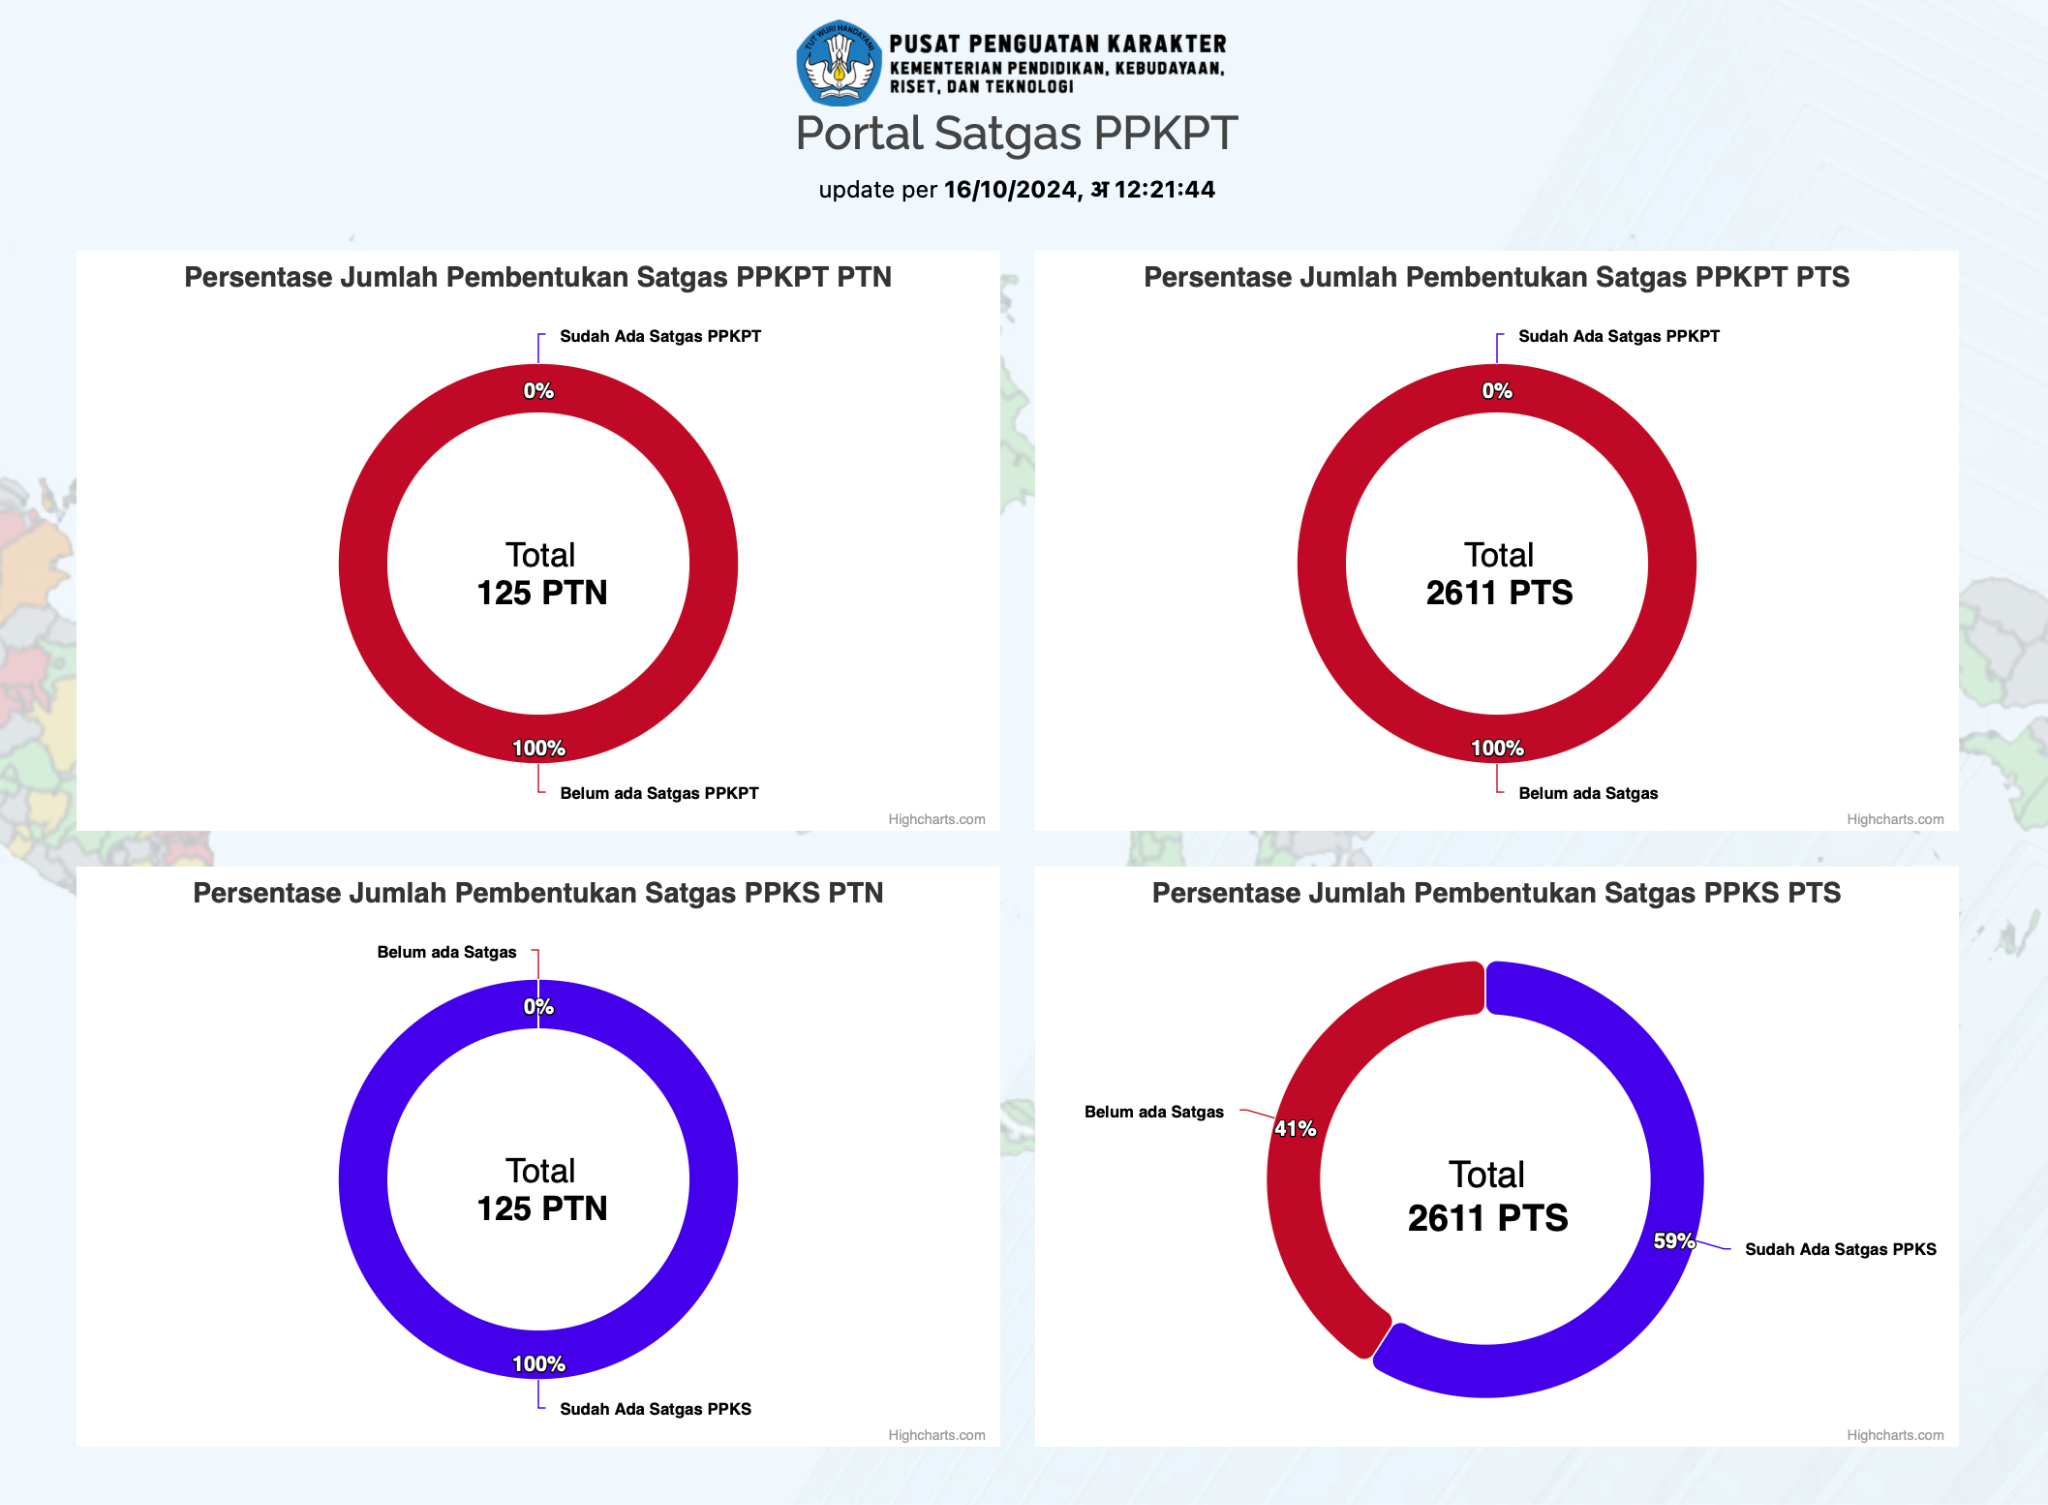 TUT WURI HANDAYANI
PUSAT PENGUATAN KARAKTER
KEMENTERIAN PENDIDIKAN, KEBUDAYAAN,
RISET, DAN TEKNOLOGI
Portal Satgas PPKPT
update per 16/10/2024, अ 12:21:44
Persentase Jumlah Pembentukan Satgas PPKPT PTN
Sudah Ada Satgas PPKPT
0%
Total
125 PTN
100%
Belum ada Satgas PPKPT
Highcharts.com
Persentase Jumlah Pembentukan Satgas PPKPT PTS
Sudah Ada Satgas PPKPT
0%
Total
2611 PTS
100%
Belum ada Satgas
Highcharts.com
Persentase Jumlah Pembentukan Satgas PPKS PTN
Belum ada Satgas
0%
Total
125 PTN
100%
Sudah Ada Satgas PPKS
Highcharts.com
Persentase Jumlah Pembentukan Satgas PPKS PTS
Belum ada Satgas
41%
Total
2611 PTS
59%
Sudah Ada Satgas PPKS
Highcharts.com